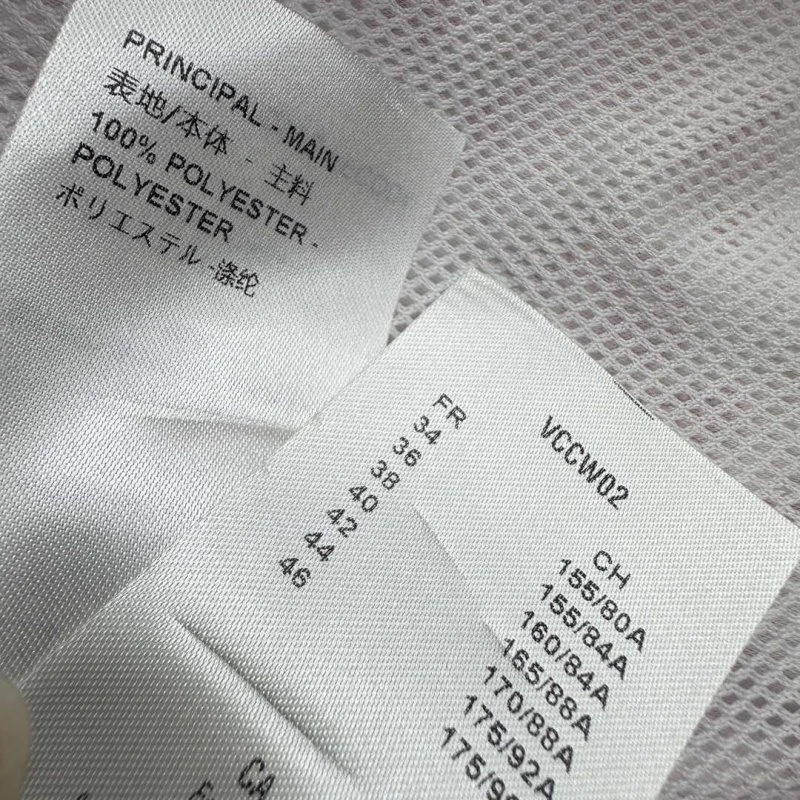 PRINCIPAL - MAIN
表地/本体 - 主料
100% POLYESTER -
POLYESTER
ポリエステル - 涤纶
VCCW02
FR
34
36
38
40
42
44
46
CH
155/80A
155/84A
160/84A
165/88A
170/88A
175/92A
CA